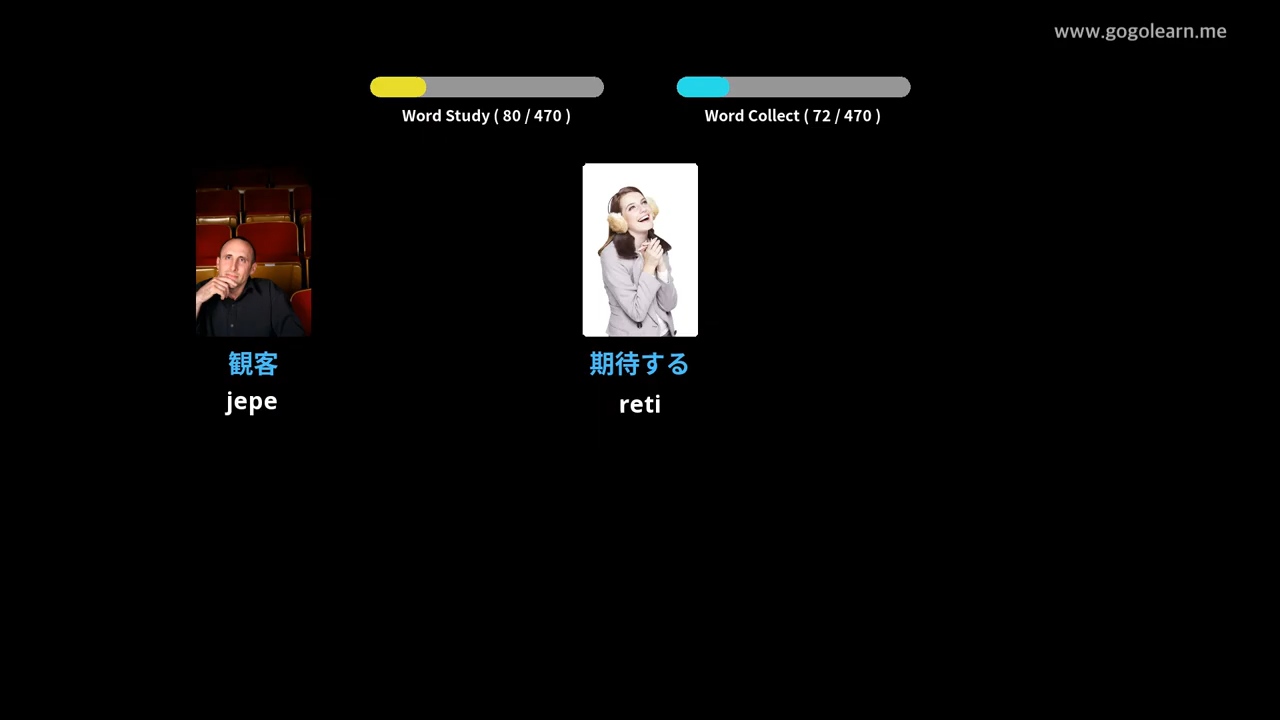 www.gogolearn.me
Word Study ( 80 / 470 )
Word Collect ( 72 / 470 )
観客
jepe
期待する
reti